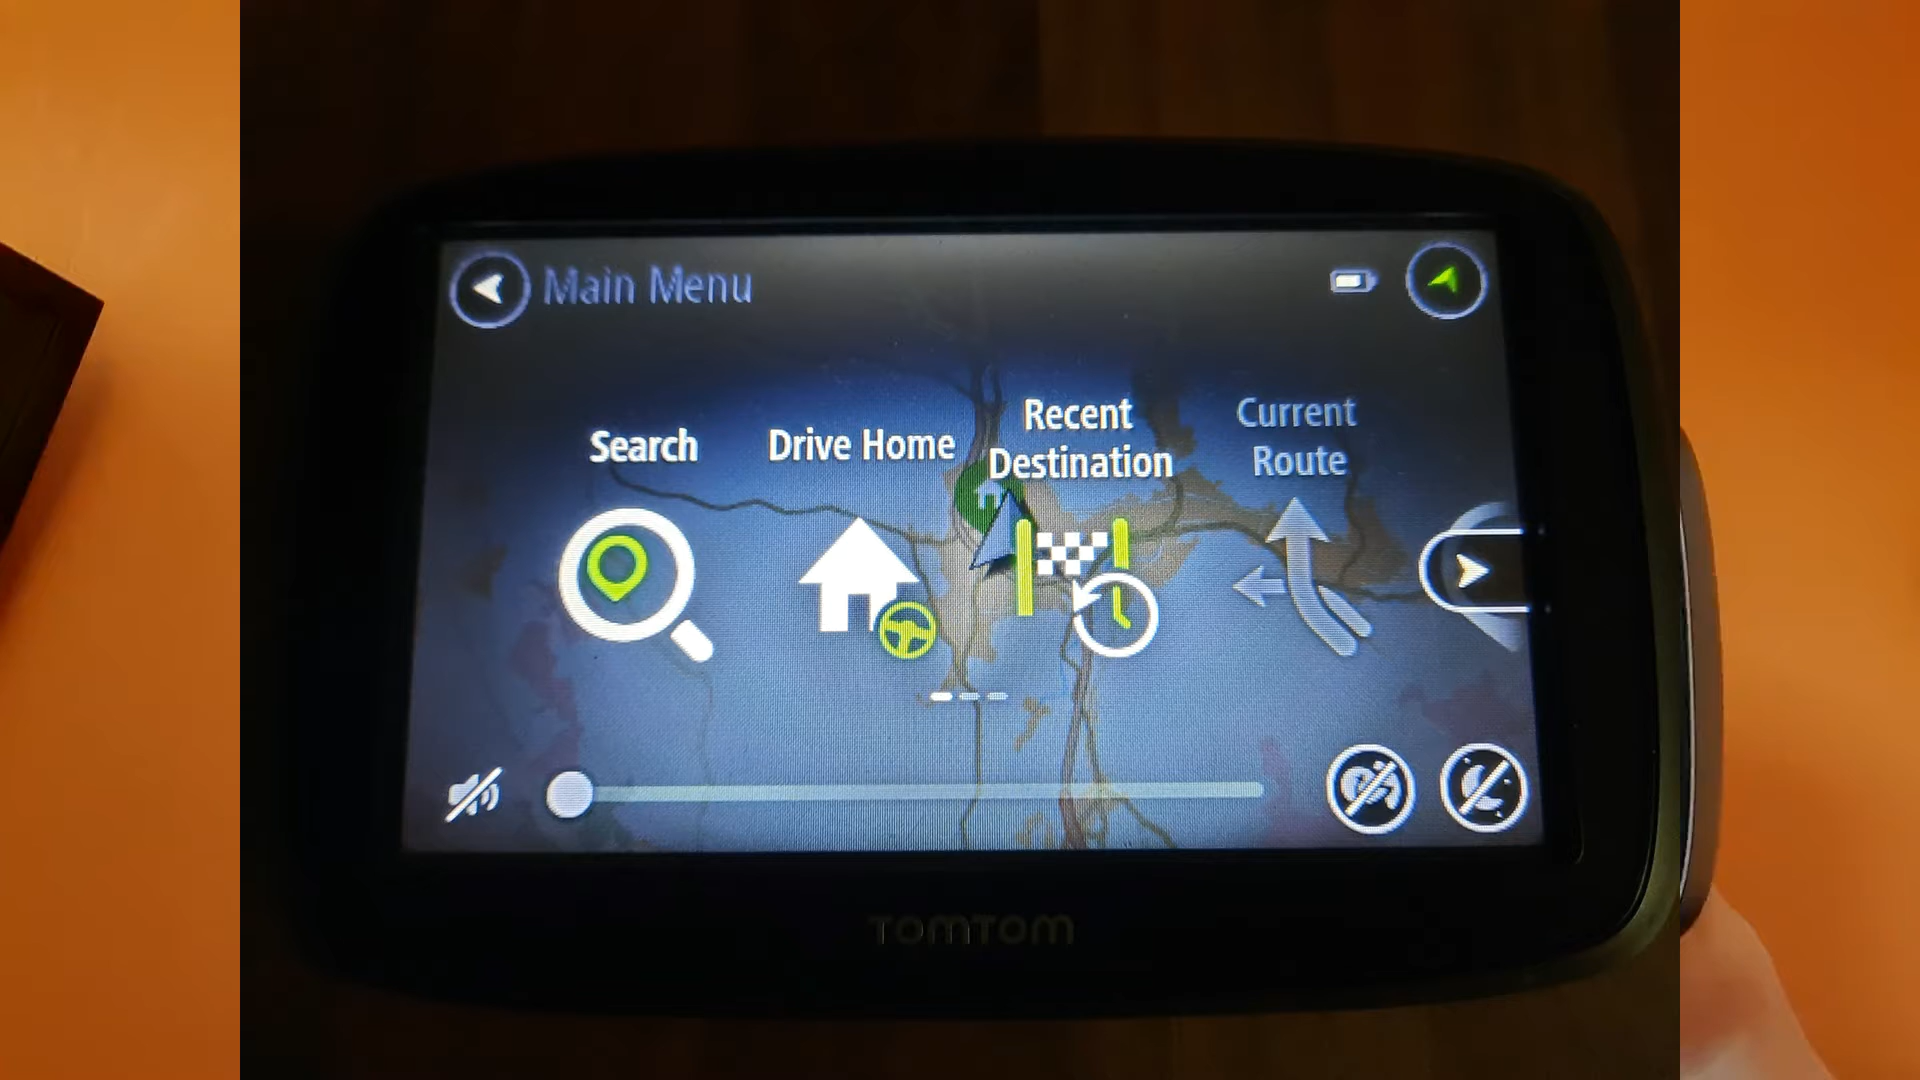 Main Menu
Search
Drive Home
Recent
Destination
Current
Route
TOMTOM